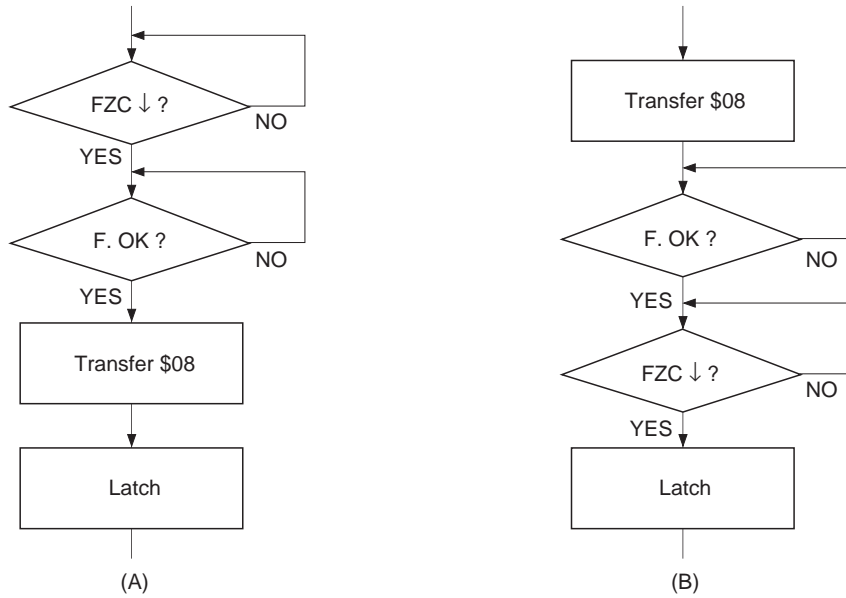 FZC ↓ ?
NO
YES
F. OK ?
NO
YES
Transfer $08
Latch
(A)
Transfer $08
F. OK ?
NO
YES
FZC ↓ ?
NO
YES
Latch
(B)